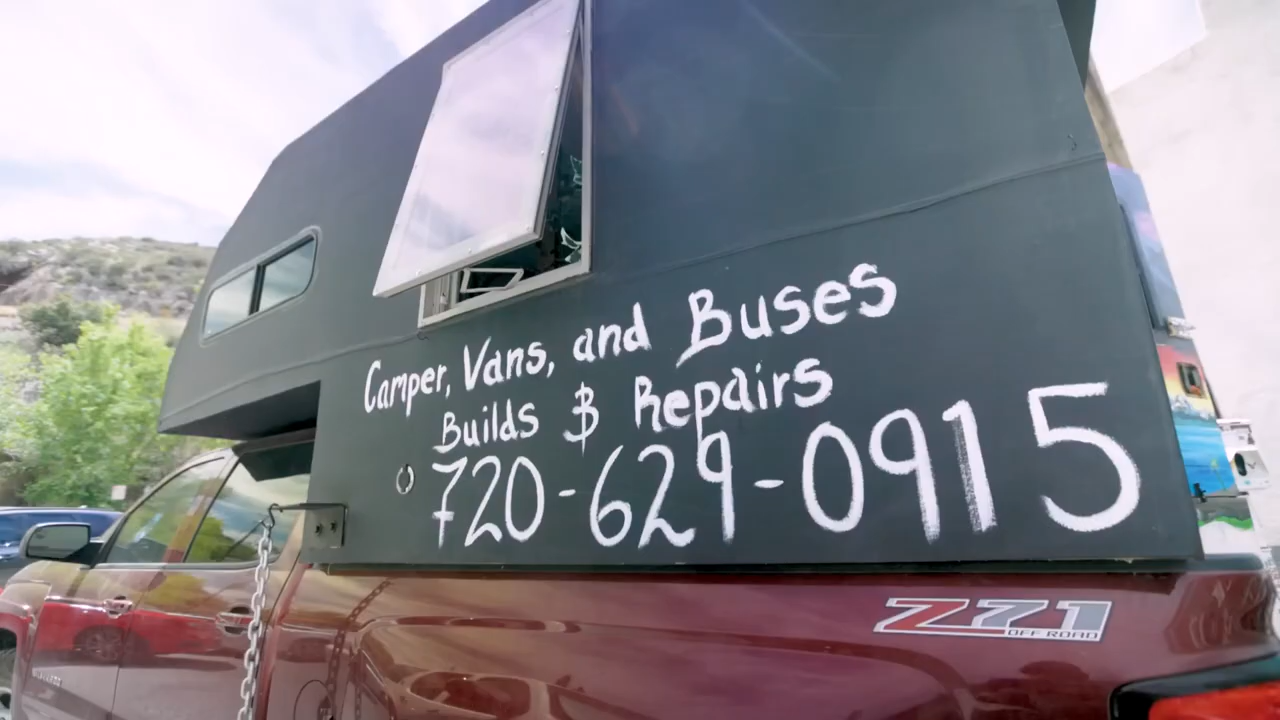 Camper, Vans, and Buses
Builds & Repairs
720-629-0915
Z71
OFF ROAD